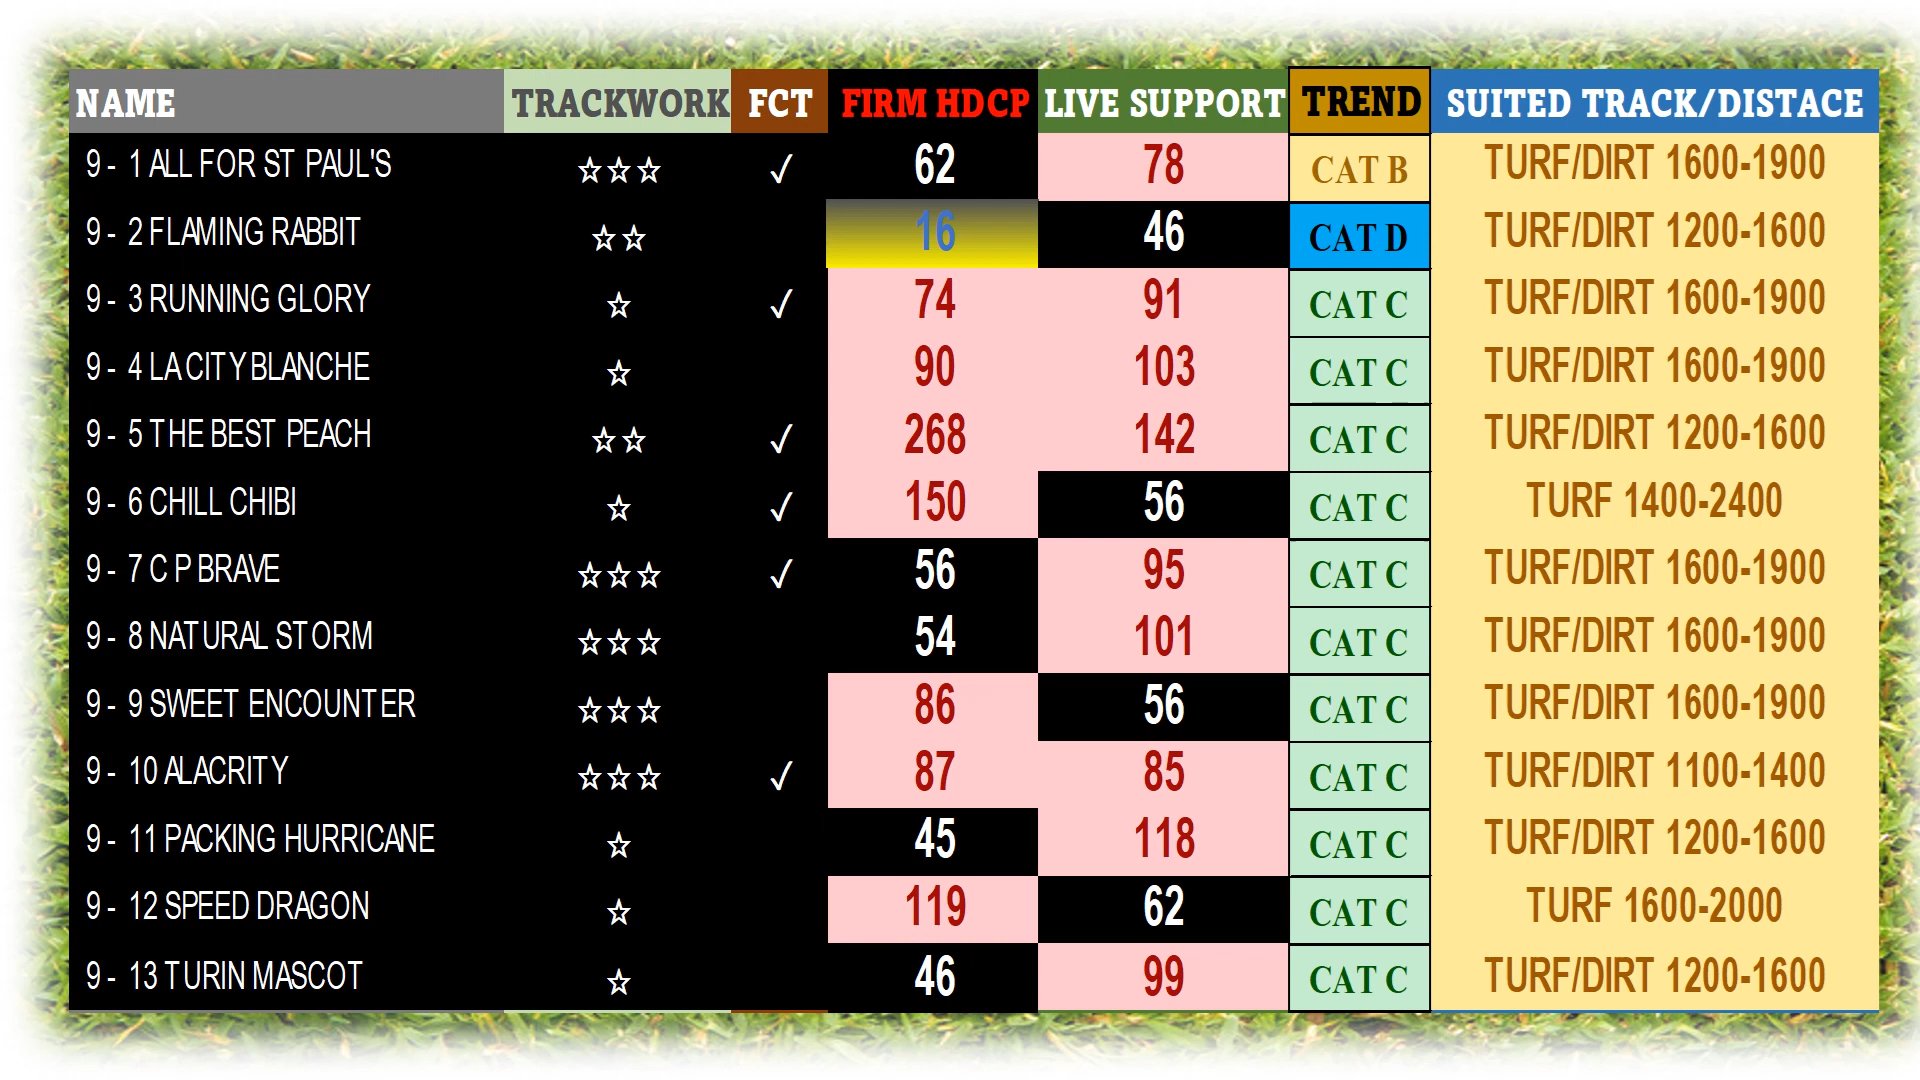 NAME TRACKWORK FCT FIRM HDCP LIVE SUPPORT TREND SUITED TRACK/DISTACE
9 - 1 ALL FOR ST PAUL'S ☆☆☆ ✓ 62 78 CAT B TURF/DIRT 1600-1900
9 - 2 FLAMING RABBIT ☆☆ 16 46 CAT D TURF/DIRT 1200-1600
9 - 3 RUNNING GLORY ☆ ✓ 74 91 CAT C TURF/DIRT 1600-1900
9 - 4 LA CITY BLANCHE ☆ 90 103 CAT C TURF/DIRT 1600-1900
9 - 5 THE BEST PEACH ☆☆ ✓ 268 142 CAT C TURF/DIRT 1200-1600
9 - 6 CHILL CHIBI ☆ ✓ 150 56 CAT C TURF 1400-2400
9 - 7 C P BRAVE ☆☆☆ ✓ 56 95 CAT C TURF/DIRT 1600-1900
9 - 8 NATURAL STORM ☆☆☆ 54 101 CAT C TURF/DIRT 1600-1900
9 - 9 SWEET ENCOUNTER ☆☆☆ 86 56 CAT C TURF/DIRT 1600-1900
9 - 10 ALACRITY ☆☆☆ ✓ 87 85 CAT C TURF/DIRT 1100-1400
9 - 11 PACKING HURRICANE ☆ 45 118 CAT C TURF/DIRT 1200-1600
9 - 12 SPEED DRAGON ☆ 119 62 CAT C TURF 1600-2000
9 - 13 TURIN MASCOT ☆ 46 99 CAT C TURF/DIRT 1200-1600